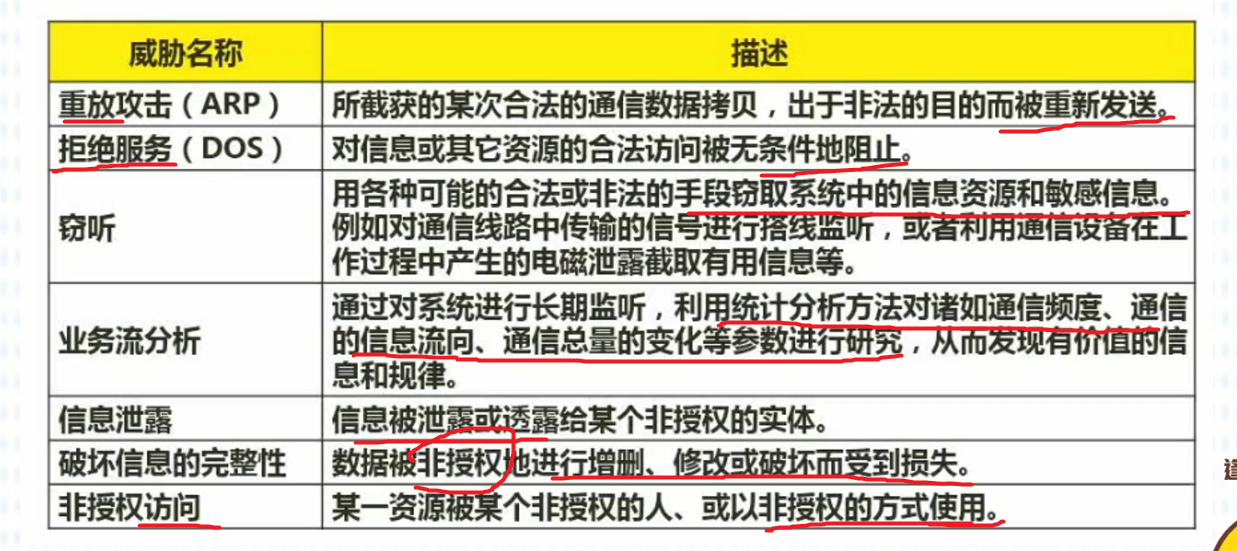 威胁名称 描述
重放攻击（ARP） 所截获的某次合法的通信数据拷贝，出于非法的目的而被重新发送。
拒绝服务（DOS） 对信息或其它资源的合法访问被无条件地阻止。
窃听 用各种可能的合法或非法的手段窃取系统中的信息资源和敏感信息。
例如对通信线路中传输的信号进行搭线监听，或者利用通信设备在工
作过程中产生的电磁泄露截取有用信息等。
业务流分析 通过对系统进行长期监听，利用统计分析方法对诸如通信频度、通信
的信息流向、通信总量的变化等参数进行研究，从而发现有价值的信
息和规律。
信息泄露 信息被泄露或透露给某个非授权的实体。
破坏信息的完整性 数据被非授权地进行增删、修改或破坏而受到损失。
非授权访问 某一资源被某个非授权的人、或以非授权的方式使用。